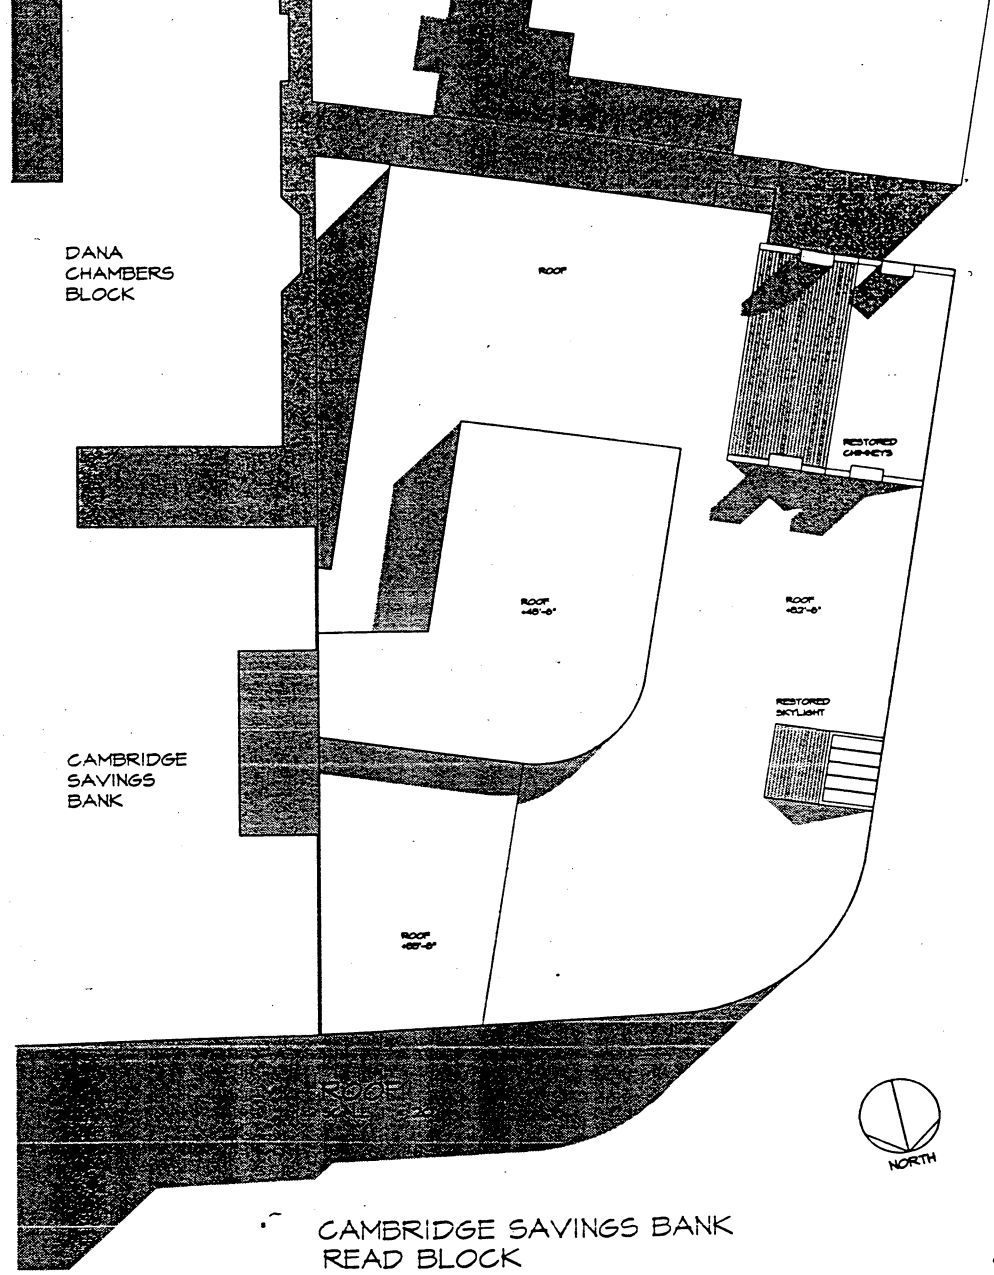 DANA
CHAMBERS
BLOCK
ROOF
RESTORED
CHIMNEYS
ROOF
ROOF
RESTORED
SKYLIGHT
CAMBRIDGE
SAVINGS
BANK
ROOF
ROOF
NORTH
CAMBRIDGE SAVINGS BANK
READ BLOCK